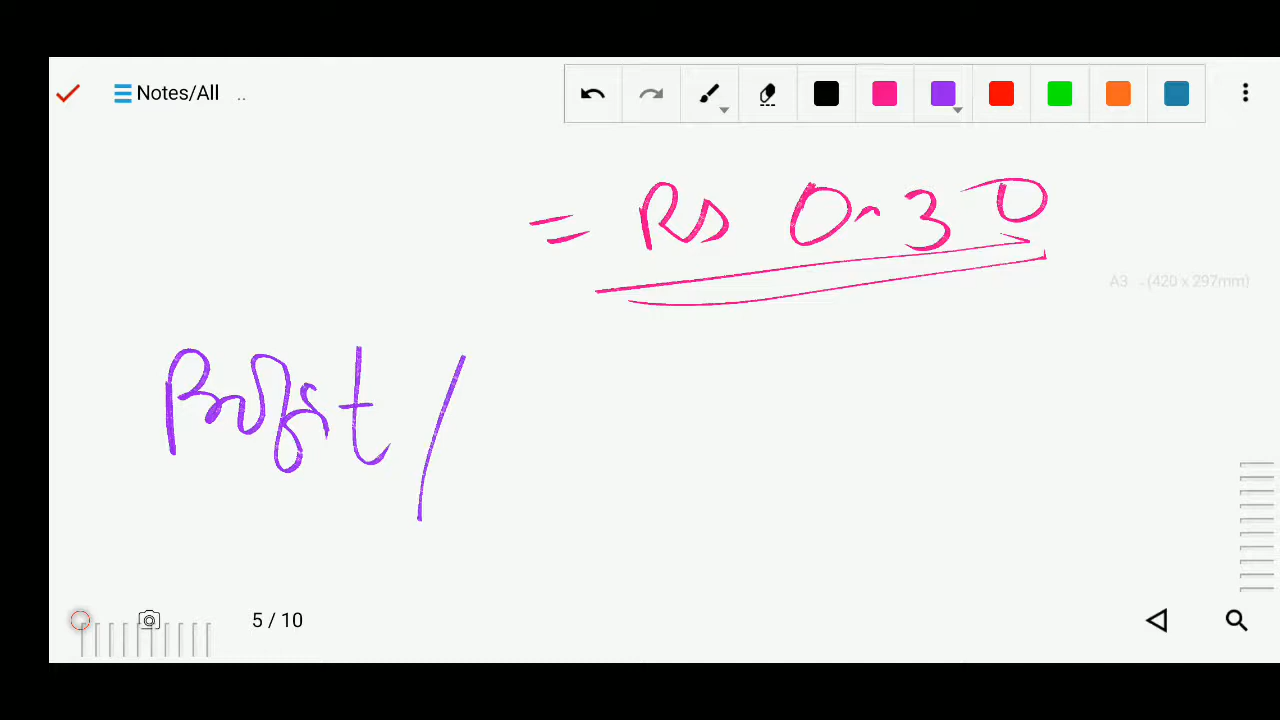 Notes/All ..
= Rs 0.30
A3 - (420 x 297mm)
Profit /
5 / 10